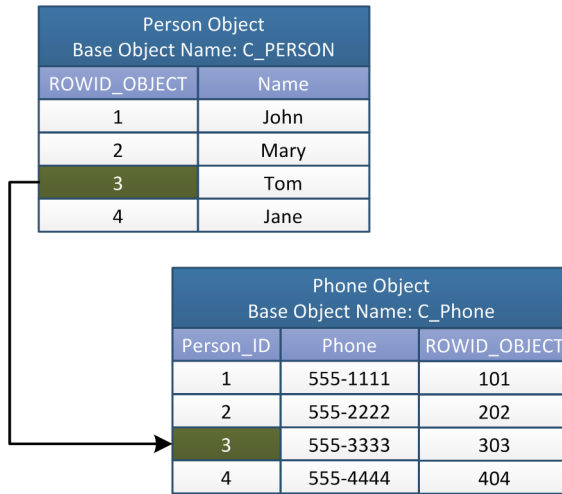 Person Object
Base Object Name: C_PERSON
ROWID_OBJECT Name
1 John
2 Mary
3 Tom
4 Jane
Phone Object
Base Object Name: C_Phone
Person_ID Phone ROWID_OBJECT
1 555-1111 101
2 555-2222 202
3 555-3333 303
4 555-4444 404